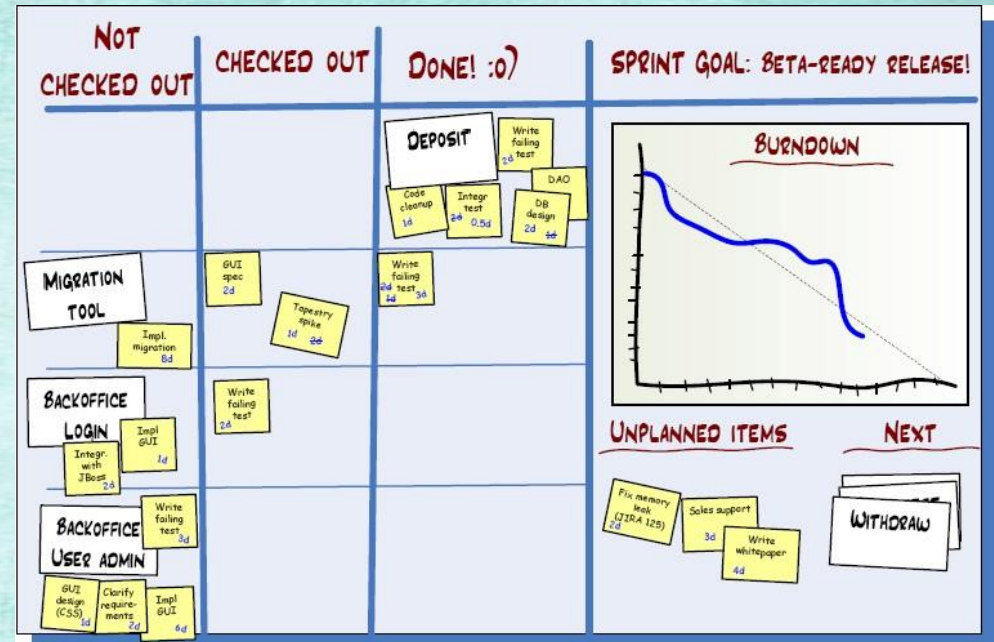 NOT
CHECKED OUT
CHECKED OUT
DONE! :o)
SPRINT GOAL: BETA-READY RELEASE!
DEPOSIT
Write
failing
test
2d
DAO
Code
cleanup
1d
Integr
test
2d 0.5d
DB
design
2d 1d
BURNDOWN
MIGRATION
TOOL
Impl.
migration
8d
GUI
spec
2d
Tapestry
spike
1d 2d
Write
failing
test
2d
1d 3d
BACKOFFICE
LOGIN
Impl
GUI
1d
Integr.
with
JBoss
2d
Write
failing
test
2d
BACKOFFICE
USER ADMIN
Write
failing
test
3d
GUI
design
(CSS)
1d
Clarify
require-
ments
2d
Impl
GUI
6d
UNPLANNED ITEMS
NEXT
Fix memory
leak
(JIRA 125)
2d
Sales support
3d
Write
whitepaper
4d
WITHDRAW